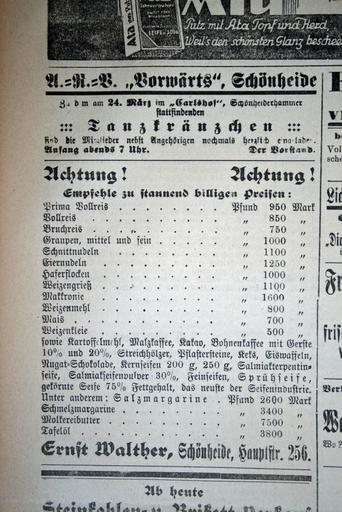 Ata
Putz mit Ata Topf und Herd,
Weil's den schönsten Glanz bescher
A.-R.-V. „Vorwärts“, Schönheide
Zu dem am 24. März im „Carlshof“, Schönheiderhammer
stattfindenden
::: Tanzkränzchen :::
sind die Mitglieder nebst Angehörigen nochmals herzlich eingeladen.
Anfang abends 7 Uhr. Der Vorstand.
Achtung! Achtung!
Empfehle zu staunend billigen Preisen:
Prima Vollreis . . . Pfund 950 Mark
Vollreis . . . „ 850 „
Bruchreis . . . „ 750 „
Graupen, mittel und fein . . . „ 1000 „
Schnittnudeln . . . „ 1100 „
Eiernudeln . . . „ 1250 „
Haferflocken . . . „ 1000 „
Weizengrieß . . . „ 1100 „
Makkronie . . . „ 1600 „
Weizenmehl . . . „ 800 „
Mais . . . „ 700 „
Weizenkleie . . . „ 500 „
sowie Kartoffelmehl, Malzkaffee, Kakao, Bohnenkaffee mit Gerste
10% und 20%, Streichhölzer, Pflastersteine, Keks, Eiswaffeln,
Nugat-Schokolade, Kernseifen 200 g, 250 g, Salmiakterpentin-
seife, Salmiakseifenpulver 30%, Feinseifen, Sprühseife,
gekörnte Seife 75% Fettgehalt, das neuste der Seifenindustrie.
Unter anderem: Salzmargarine . Pfund 2600 Mark
Schmelzmargarine . . . „ 3400 „
Molkereibutter . . . „ 7500 „
Tafelöl . . . „ 3800 „
Ernst Walther, Schönheide, Hauptstr. 256.
Ab heute